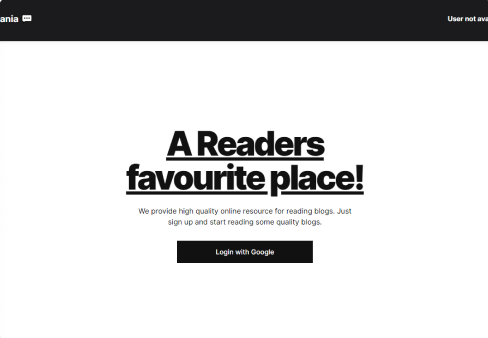 ania
User not ava
A Readers
favourite place!
We provide high quality online resource for reading blogs. Just
sign up and start reading some quality blogs.
Login with Google